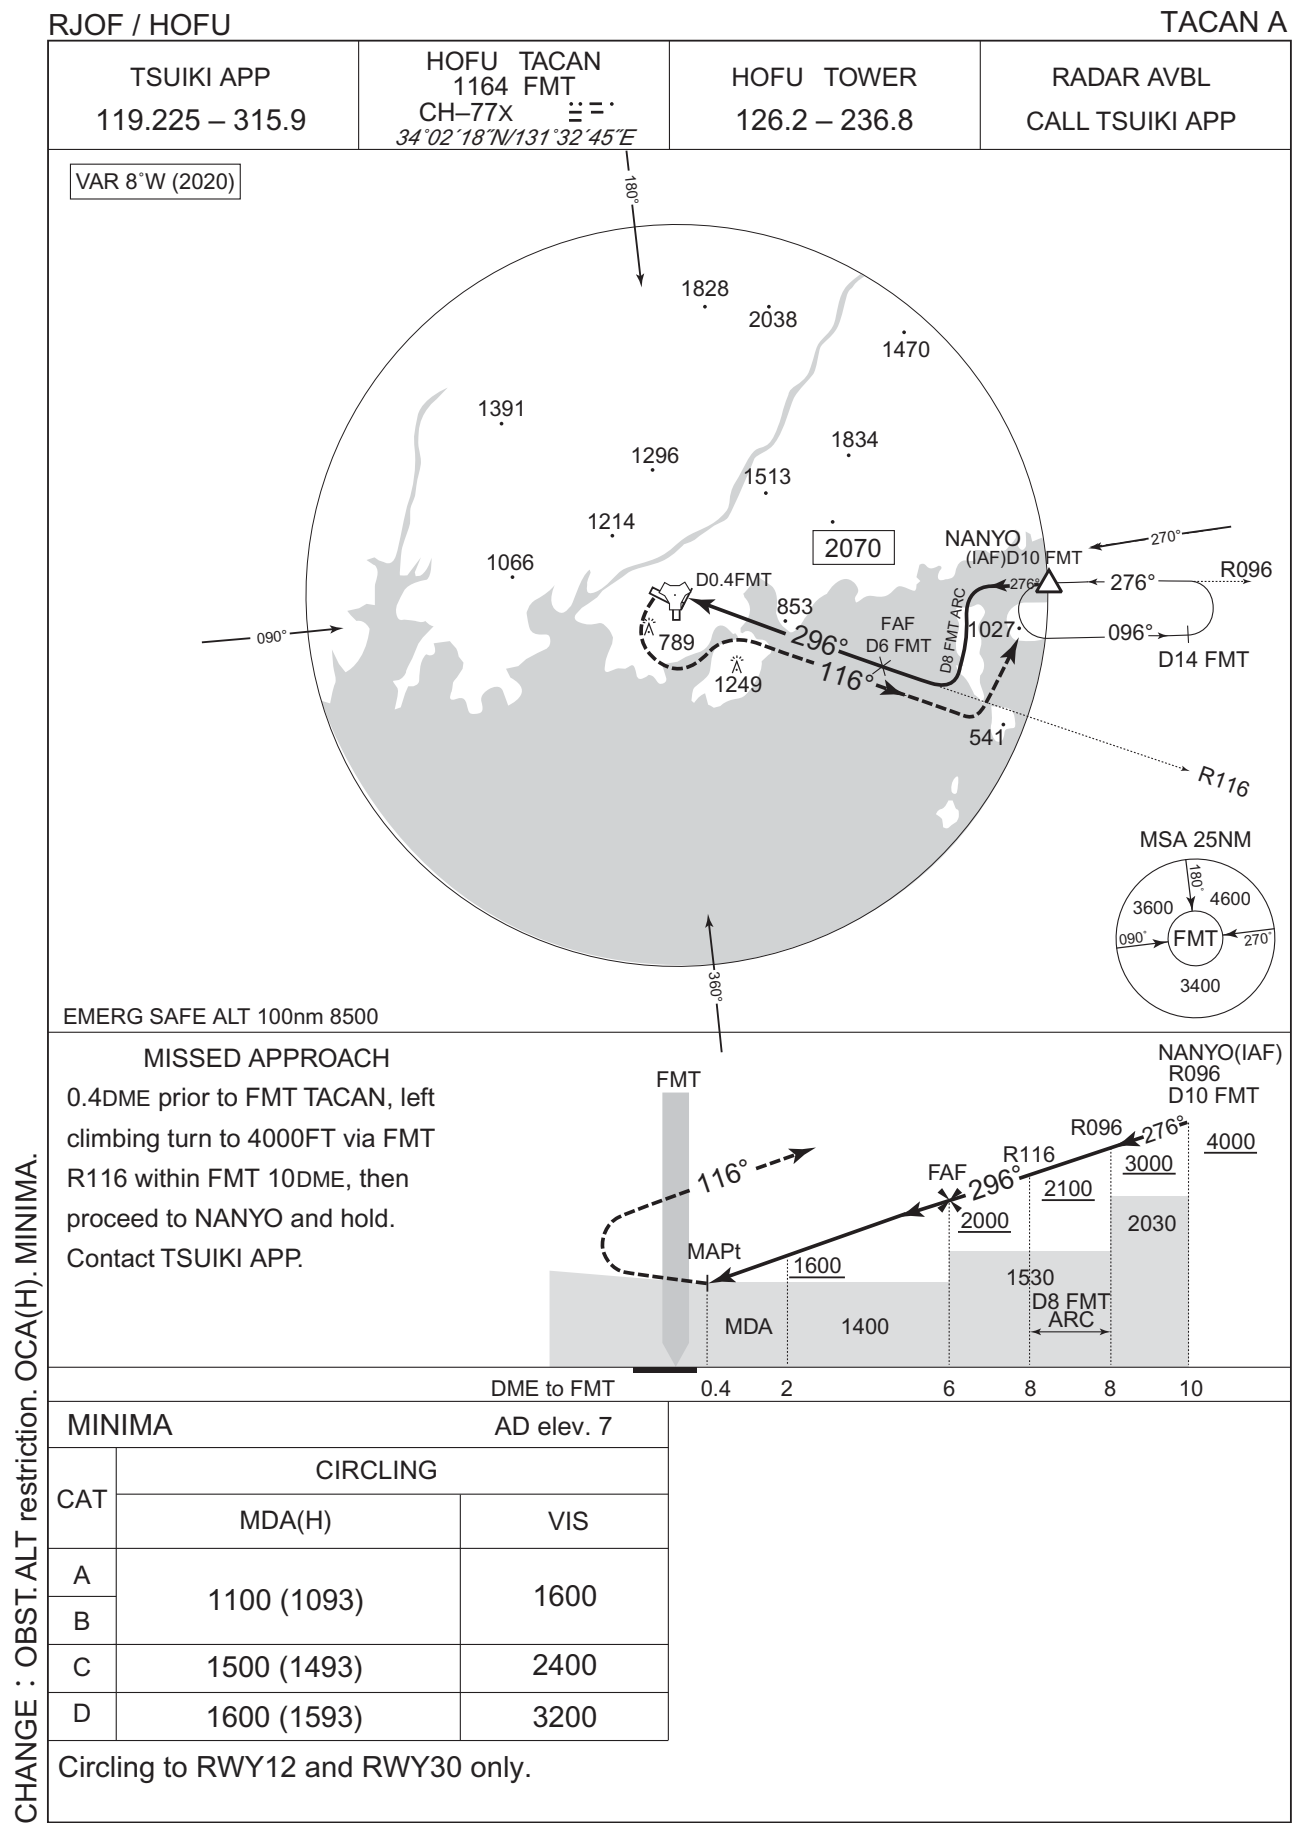 RJOF / HOFU
TACAN A
TSUIKI APP
119.225 – 315.9
HOFU TACAN
1164 FMT
CH–77X
34°02´18˝N/131°32´45˝E
HOFU TOWER
126.2 – 236.8
RADAR AVBL
CALL TSUIKI APP
VAR 8°W (2020)
180°
1828
2038
1470
1391
1834
1296
1513
1214
1066
2070
NANYO
(IAF)D10 FMT
270°
D0.4FMT
276°
276°
R096
853
090°
789
296°
FAF
D6 FMT
D8 FMT ARC
1027
096°
D14 FMT
1249
116°
541
R116
MSA 25NM
180°
3600
4600
090°
FMT
270°
3400
360°
EMERG SAFE ALT 100nm 8500
MISSED APPROACH
0.4DME prior to FMT TACAN, left
climbing turn to 4000FT via FMT
R116 within FMT 10DME, then
proceed to NANYO and hold.
Contact TSUIKI APP.
FMT
NANYO(IAF)
R096
D10 FMT
R096
276°
4000
R116
3000
FAF
296°
2100
116°
2000
2030
MAPt
1600
1530
D8 FMT
ARC
MDA
1400
DME to FMT
0.4 2 6 8 8 10
MINIMA
AD elev. 7
CAT
CIRCLING
MDA(H)
VIS
A
B
1100 (1093)
1600
C
1500 (1493)
2400
D
1600 (1593)
3200
Circling to RWY12 and RWY30 only.
CHANGE : OBST. ALT restriction. OCA(H). MINIMA.